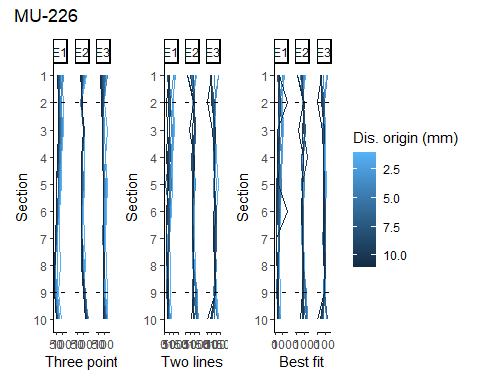 MU-226
E1 E2 E3 E1 E2 E3 E1 E2 E3
1 1 1
2 2 2
3 3 3
4 4 4
5 5 5
6 6 6
7 7 7
8 8 8
9 9 9
10 10 10
Section Section Section
Three point Two lines Best fit
Dis. origin (mm)
2.5
5.0
7.5
10.0